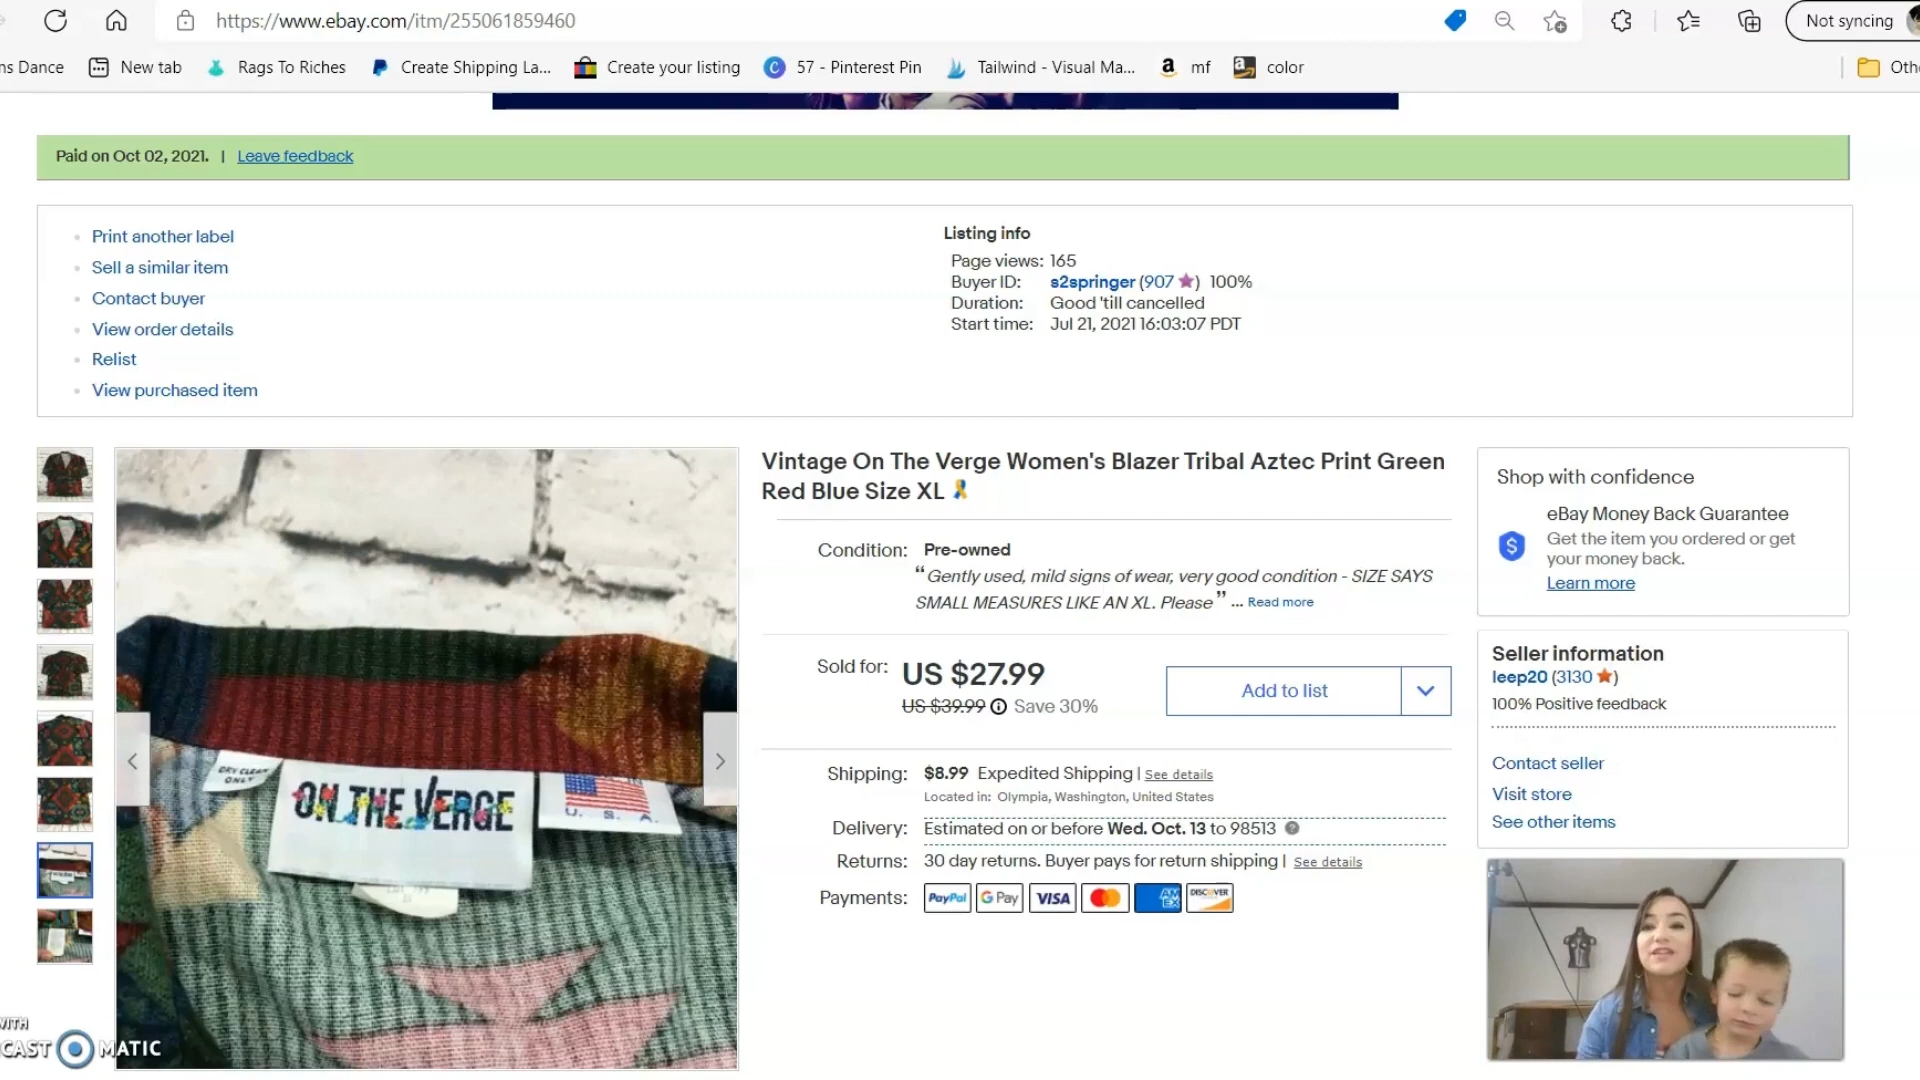 https://www.ebay.com/itm/255061859460
Not syncing
ns Dance
New tab
Rags To Riches
Create Shipping La...
Create your listing
57 - Pinterest Pin
Tailwind - Visual Ma...
mf
color
Oth
Paid on Oct 02, 2021. | Leave feedback
Print another label
Sell a similar item
Contact buyer
View order details
Relist
View purchased item
Listing info
Page views: 165
Buyer ID: s2springer (907 ★) 100%
Duration: Good 'till cancelled
Start time: Jul 21, 2021 16:03:07 PDT
Vintage On The Verge Women's Blazer Tribal Aztec Print Green
Red Blue Size XL
Condition: Pre-owned
“Gently used, mild signs of wear, very good condition - SIZE SAYS
SMALL MEASURES LIKE AN XL. Please” ... Read more
Sold for: US $27.99
US $39.99 Save 30%
Add to list
Shipping: $8.99 Expedited Shipping | See details
Located in: Olympia, Washington, United States
Delivery: Estimated on or before Wed. Oct. 13 to 98513
Returns: 30 day returns. Buyer pays for return shipping | See details
Payments: PayPal G Pay VISA AM EX DISCOVER
Shop with confidence
eBay Money Back Guarantee
Get the item you ordered or get
your money back.
Learn more
Seller information
leep20 (3130 ★)
100% Positive feedback
Contact seller
Visit store
See other items
DRY CLEAN
ONLY
ON THE VERGE
U. S. A.
WITH
CAST MATIC